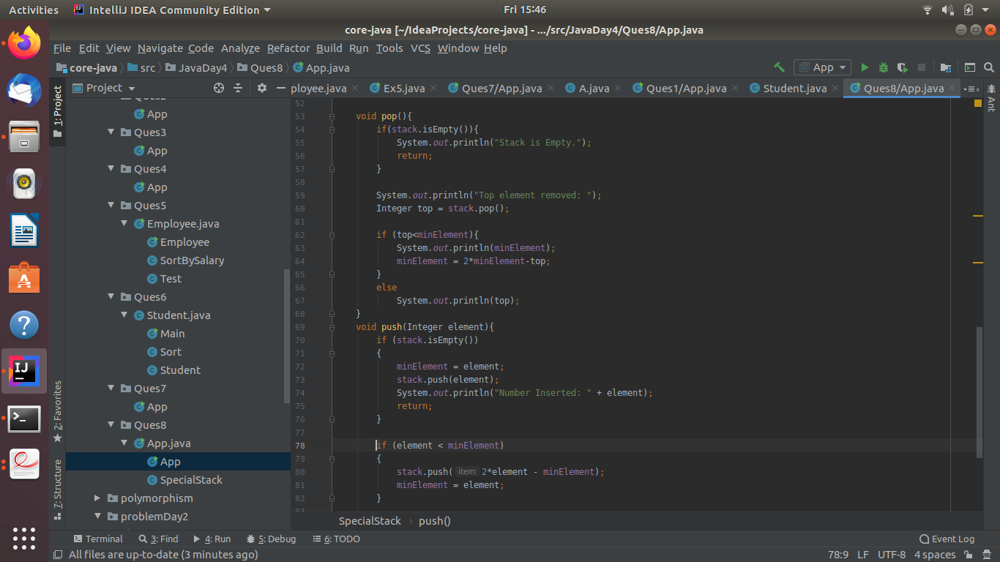 Activities IntelliJ IDEA Community Edition Fri 15:46
core-java [~/IdeaProjects/core-java] - .../src/JavaDay4/Ques8/App.java
File Edit View Navigate Code Analyze Refactor Build Run Tools VCS Window Help
core-java src JavaDay4 Ques8 App.java App
Project ployee.java Ex5.java Ques7/App.java A.java Ques1/App.java Student.java Ques8/App.java 4
1: Project
2: Favorites
7: Structure
Ant
Ques2
App
Ques3
App
Ques4
App
Ques5
Employee.java
Employee
SortBySalary
Test
Ques6
Student.java
Main
Sort
Student
Ques7
App
Ques8
App.java
App
SpecialStack
polymorphism
problemDay2
52
53 void pop(){
54 if(stack.isEmpty()){
55 System.out.println("Stack is Empty.");
56 return;
57 }
58
59 System.out.println("Top element removed: ");
60 Integer top = stack.pop();
61
62 if (top<minElement){
63 System.out.println(minElement);
64 minElement = 2*minElement-top;
65 }
66 else
67 System.out.println(top);
68 }
69 void push(Integer element){
70 if (stack.isEmpty())
71 {
72 minElement = element;
73 stack.push(element);
74 System.out.println("Number Inserted: " + element);
75 return;
76 }
77
78 if (element < minElement)
79 {
80 stack.push( item: 2*element - minElement);
81 minElement = element;
82 }
83
SpecialStack push()
Terminal 3: Find 4: Run 5: Debug 6: TODO Event Log
All files are up-to-date (3 minutes ago) 78:9 LF UTF-8 4 spaces